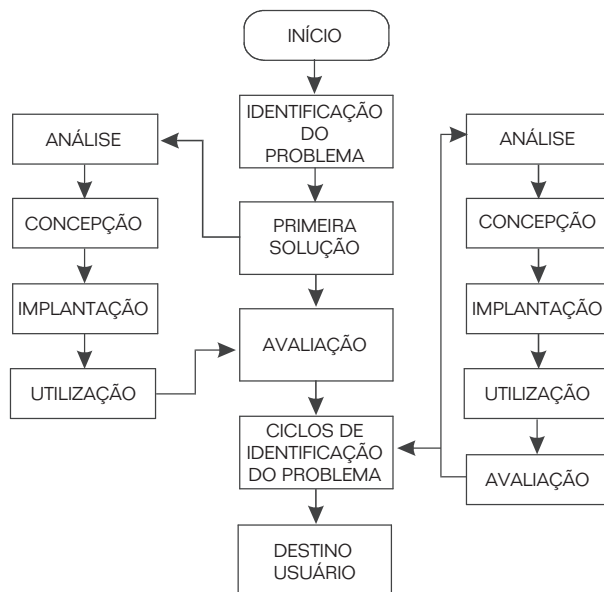 INÍCIO
IDENTIFICAÇÃO
DO
PROBLEMA
PRIMEIRA
SOLUÇÃO
ANÁLISE
CONCEPÇÃO
IMPLANTAÇÃO
UTILIZAÇÃO
AVALIAÇÃO
CICLOS DE
IDENTIFICAÇÃO
DO PROBLEMA
ANÁLISE
CONCEPÇÃO
IMPLANTAÇÃO
UTILIZAÇÃO
AVALIAÇÃO
DESTINO
USUÁRIO